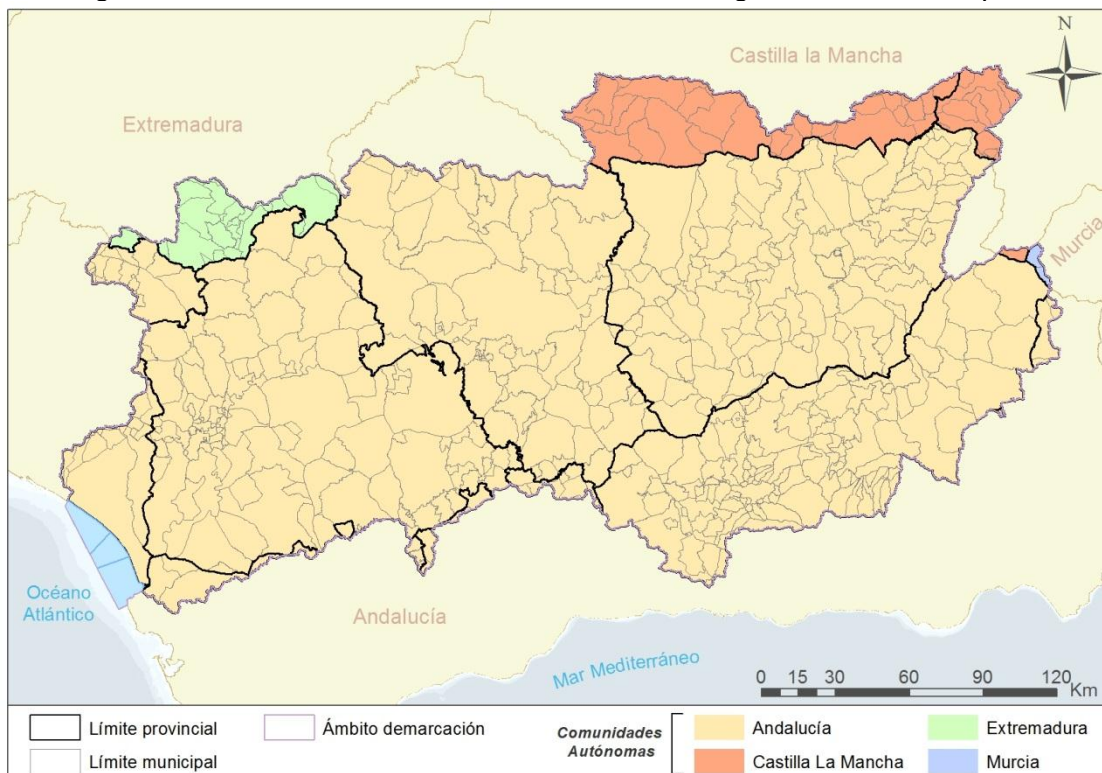 N
Castilla la Mancha
Extremadura
Murcia
Océano
Atlántico
Andalucía
Mar Mediterráneo
0 15 30 60 90 120
Km
Límite provincial
Ámbito demarcación
Límite municipal
Comunidades
Autónomas
Andalucía
Extremadura
Castilla La Mancha
Murcia